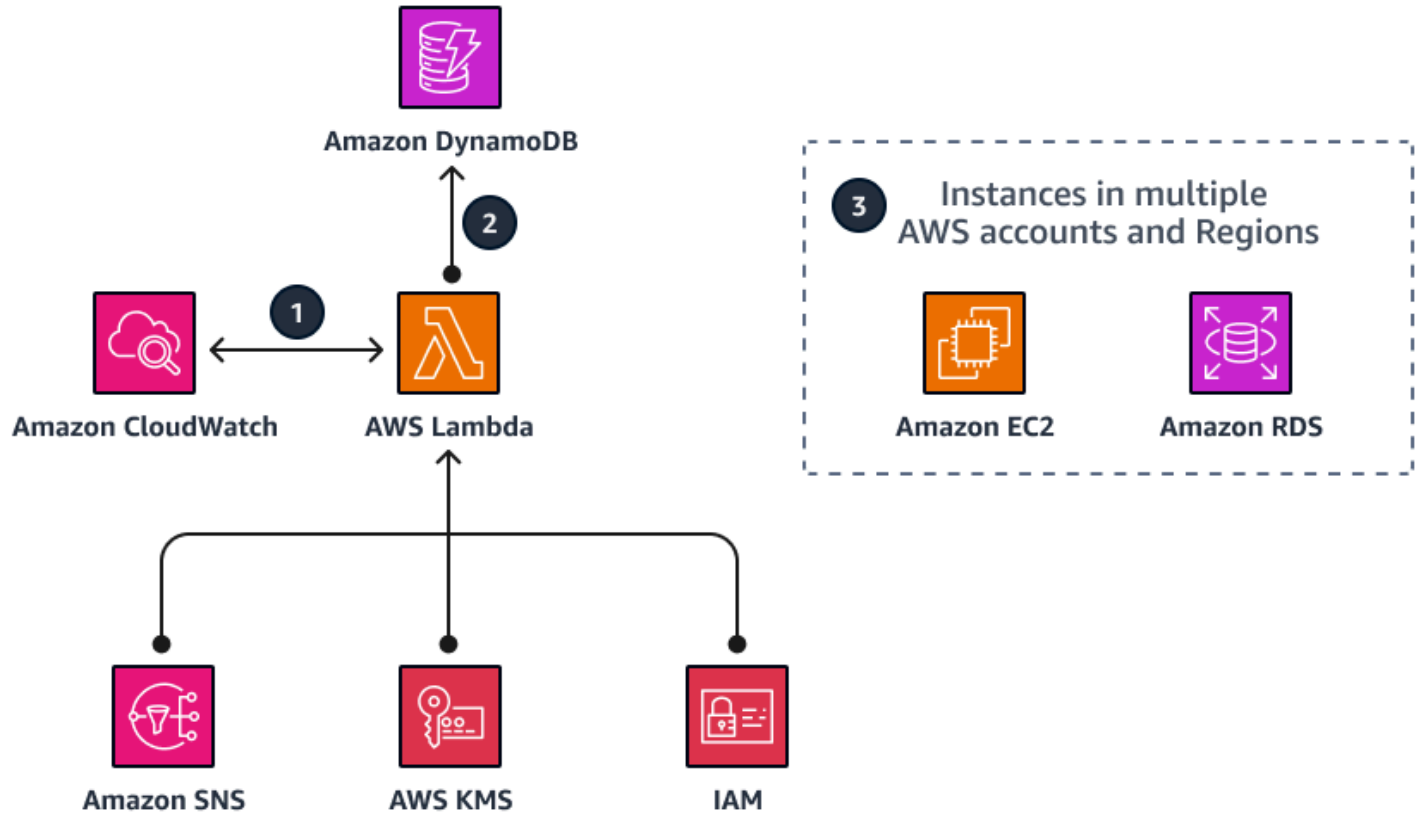 Amazon DynamoDB
2
3
Instances in multiple
AWS accounts and Regions
1
Amazon CloudWatch
AWS Lambda
Amazon EC2
Amazon RDS
Amazon SNS
AWS KMS
IAM